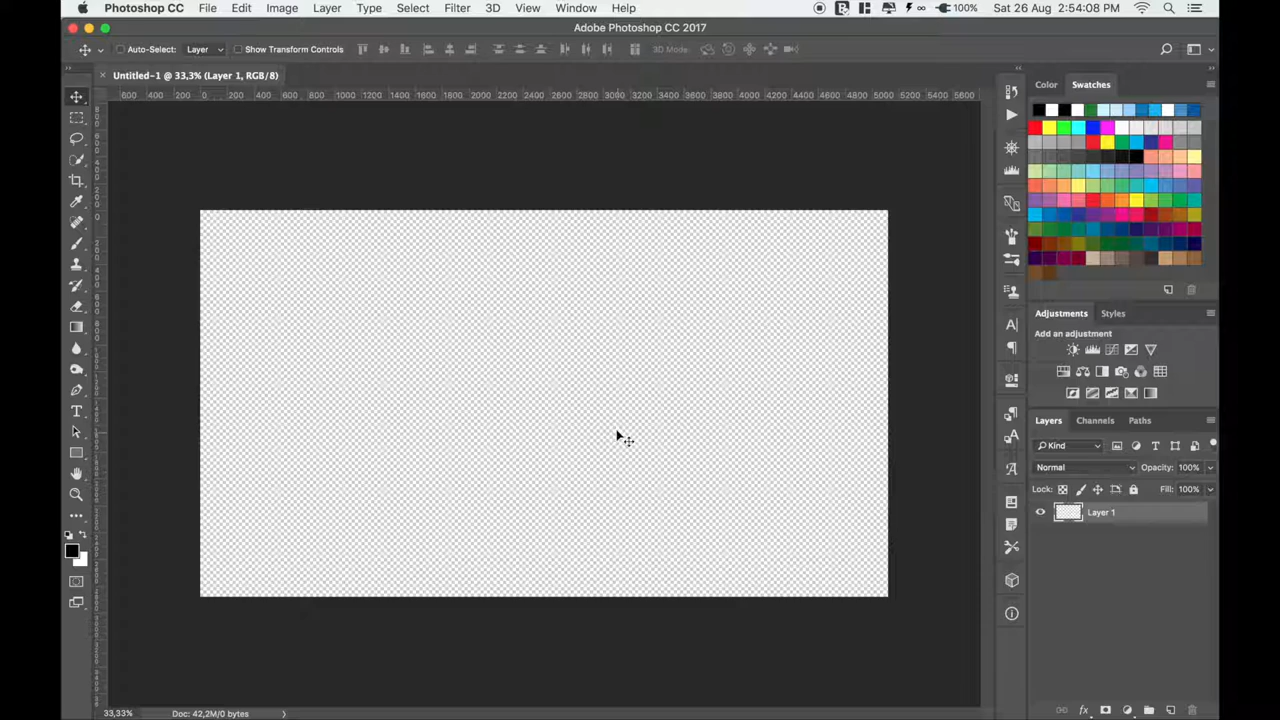 Photoshop CC File Edit Image Layer Type Select Filter 3D View Window Help 100% Sat 26 Aug 2:54:08 PM
Adobe Photoshop CC 2017
Auto-Select: Layer Show Transform Controls 3D Mode:
× Untitled-1 @ 33,3% (Layer 1, RGB/8)
Color Swatches
600 400 200 0 200 400 600 800 1000 1200 1400 1600 1800 2000 2200 2400 2600 2800 3000 3200 3400 3600 3800 4000 4200 4400 4600 4800 5000 5200 5600
Adjustments Styles
Add an adjustment
Layers Channels Paths
Kind
Normal Opacity: 100%
Lock: Fill: 100%
Layer 1
33,33% Doc: 42,2M/0 bytes